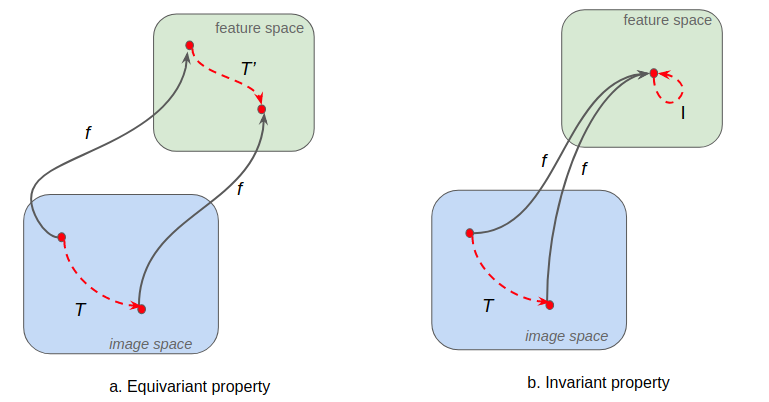 feature space
T'
f
f
T
image space
a. Equivariant property
feature space
I
f
f
T
image space
b. Invariant property